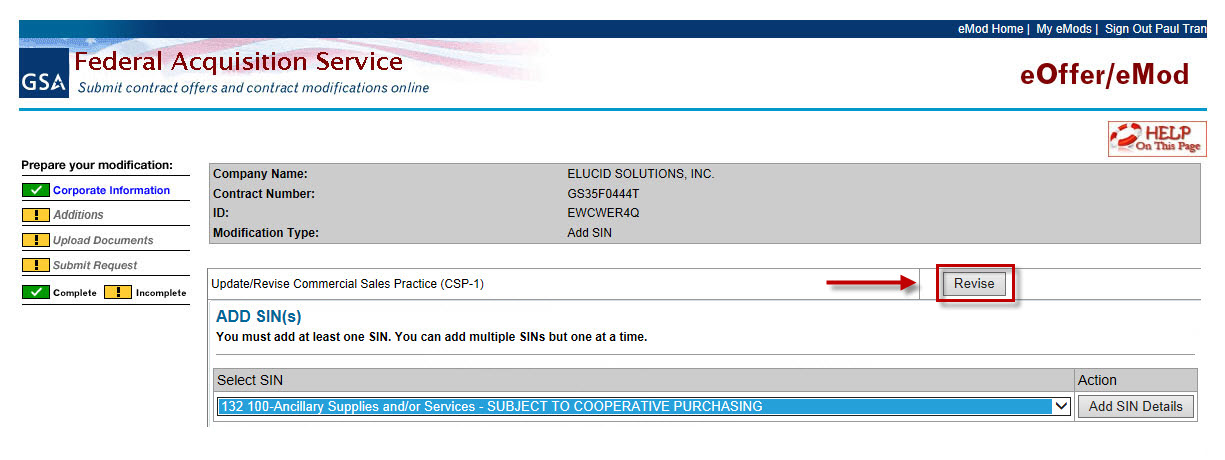 eMod Home | My eMods | Sign Out Paul Tran
GSA
Federal Acquisition Service
Submit contract offers and contract modifications online
eOffer/eMod
HELP
On This Page
Prepare your modification:
Corporate Information
! Additions
! Upload Documents
! Submit Request
Complete ! Incomplete
Company Name: ELUCID SOLUTIONS, INC.
Contract Number: GS35F0444T
ID: EWCWER4Q
Modification Type: Add SIN
Update/Revise Commercial Sales Practice (CSP-1) Revise
ADD SIN(s)
You must add at least one SIN. You can add multiple SINs but one at a time.
Select SIN Action
132 100-Ancillary Supplies and/or Services - SUBJECT TO COOPERATIVE PURCHASING Add SIN Details